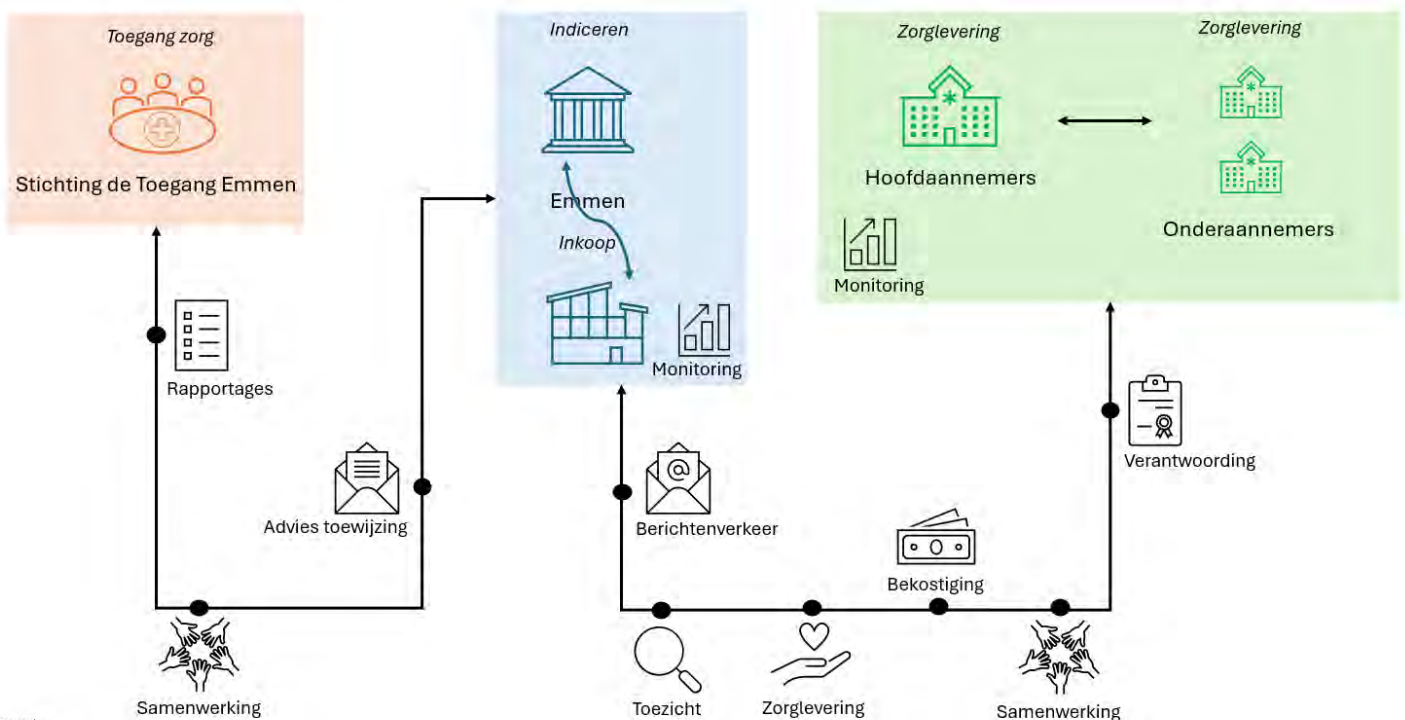 Toegang zorg
Stichting de Toegang Emmen
Indiceren
Emmen
Inkoop
Monitoring
Zorglevering
Zorglevering
Hoofdaannemers
Onderaannemers
Monitoring
Rapportages
Advies toewijzing
Samenwerking
Berichtenverkeer
Verantwoording
Bekostiging
Toezicht
Zorglevering
Samenwerking